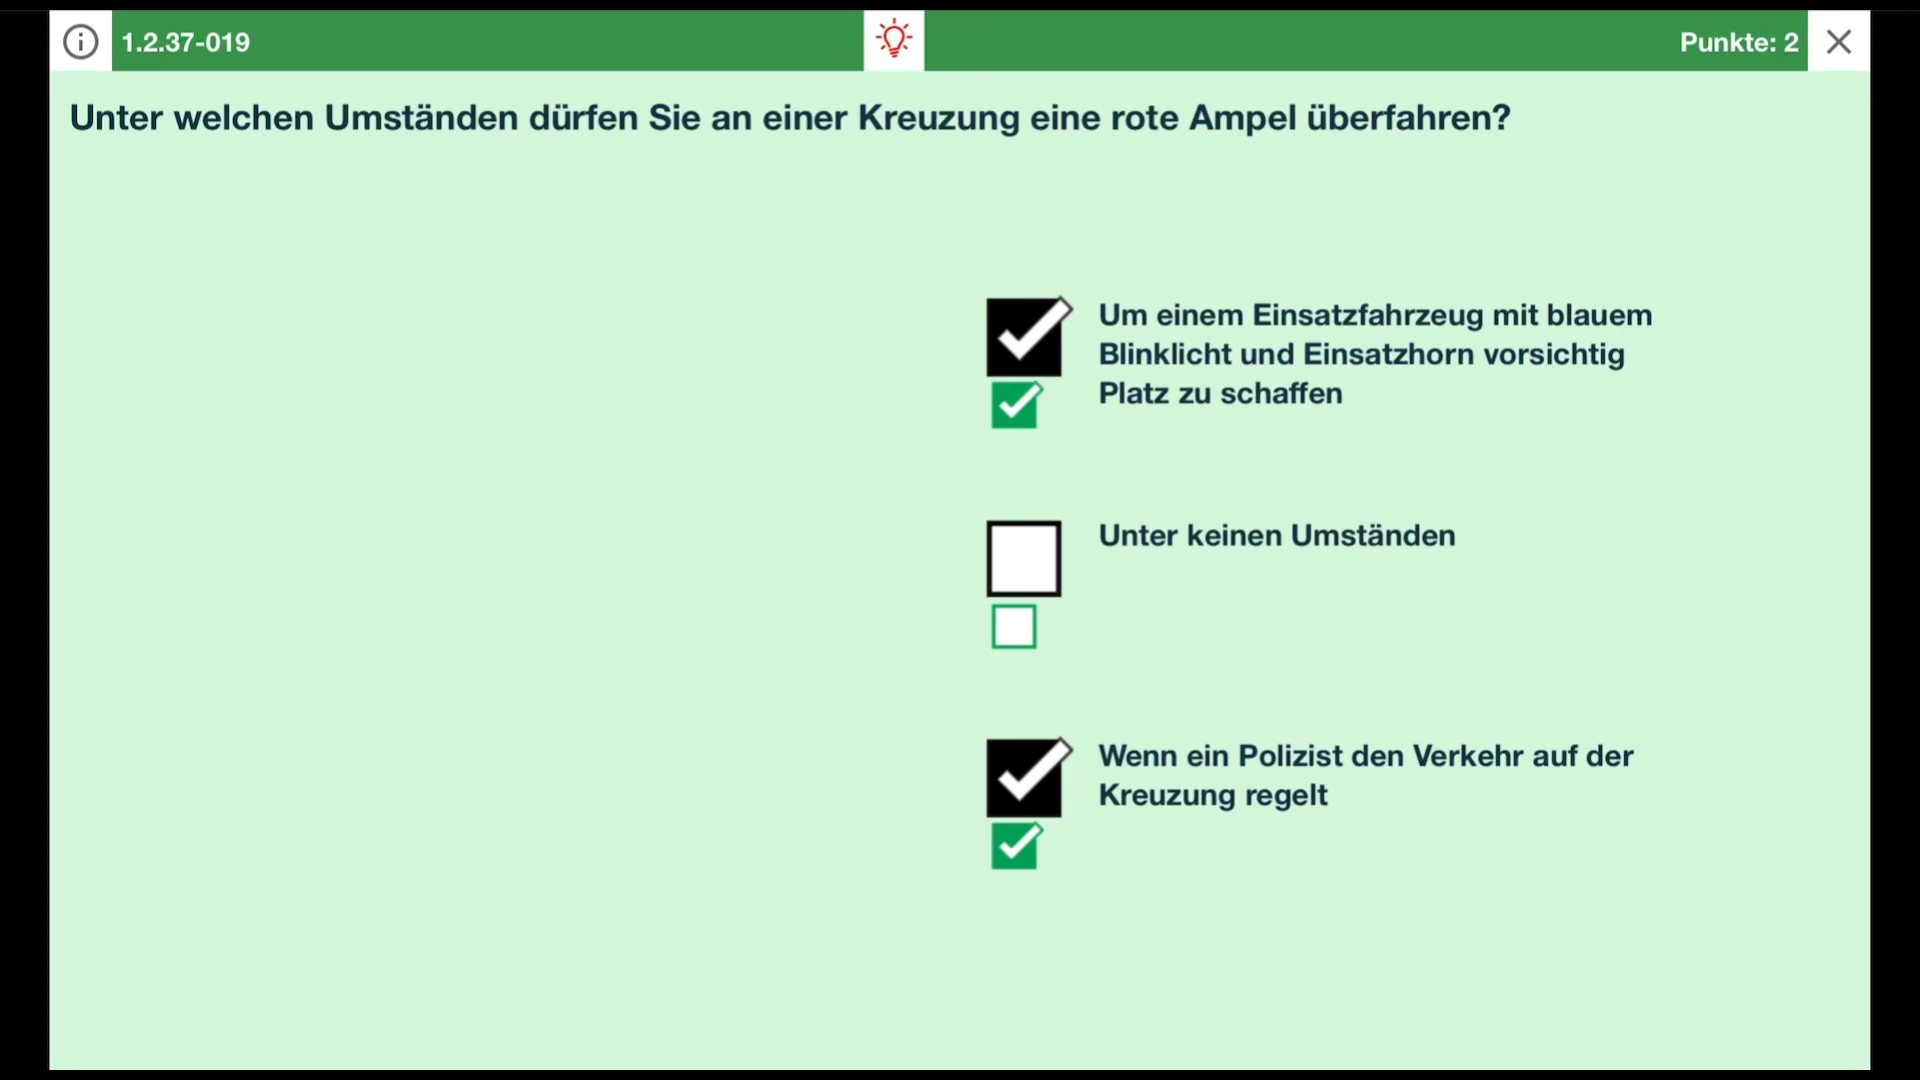 1.2.37-019
Punkte: 2
Unter welchen Umständen dürfen Sie an einer Kreuzung eine rote Ampel überfahren?
Um einem Einsatzfahrzeug mit blauem
Blinklicht und Einsatzhorn vorsichtig
Platz zu schaffen
Unter keinen Umständen
Wenn ein Polizist den Verkehr auf der
Kreuzung regelt